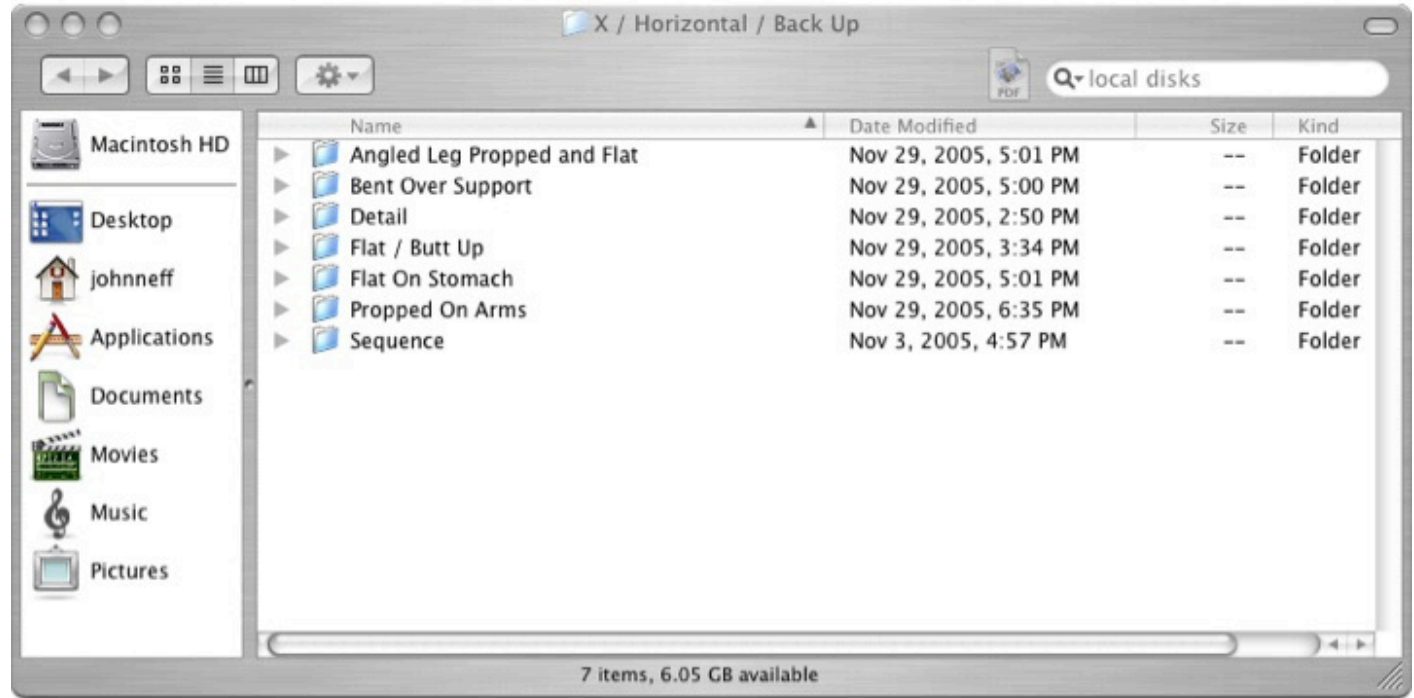 X / Horizontal / Back Up
PDF
local disks
Name Date Modified Size Kind
Macintosh HD
Desktop
johnneff
Applications
Documents
Movies
Music
Pictures
Angled Leg Propped and Flat Nov 29, 2005, 5:01 PM -- Folder
Bent Over Support Nov 29, 2005, 5:00 PM -- Folder
Detail Nov 29, 2005, 2:50 PM -- Folder
Flat / Butt Up Nov 29, 2005, 3:34 PM -- Folder
Flat On Stomach Nov 29, 2005, 5:01 PM -- Folder
Propped On Arms Nov 29, 2005, 6:35 PM -- Folder
Sequence Nov 3, 2005, 4:57 PM -- Folder
7 items, 6.05 GB available